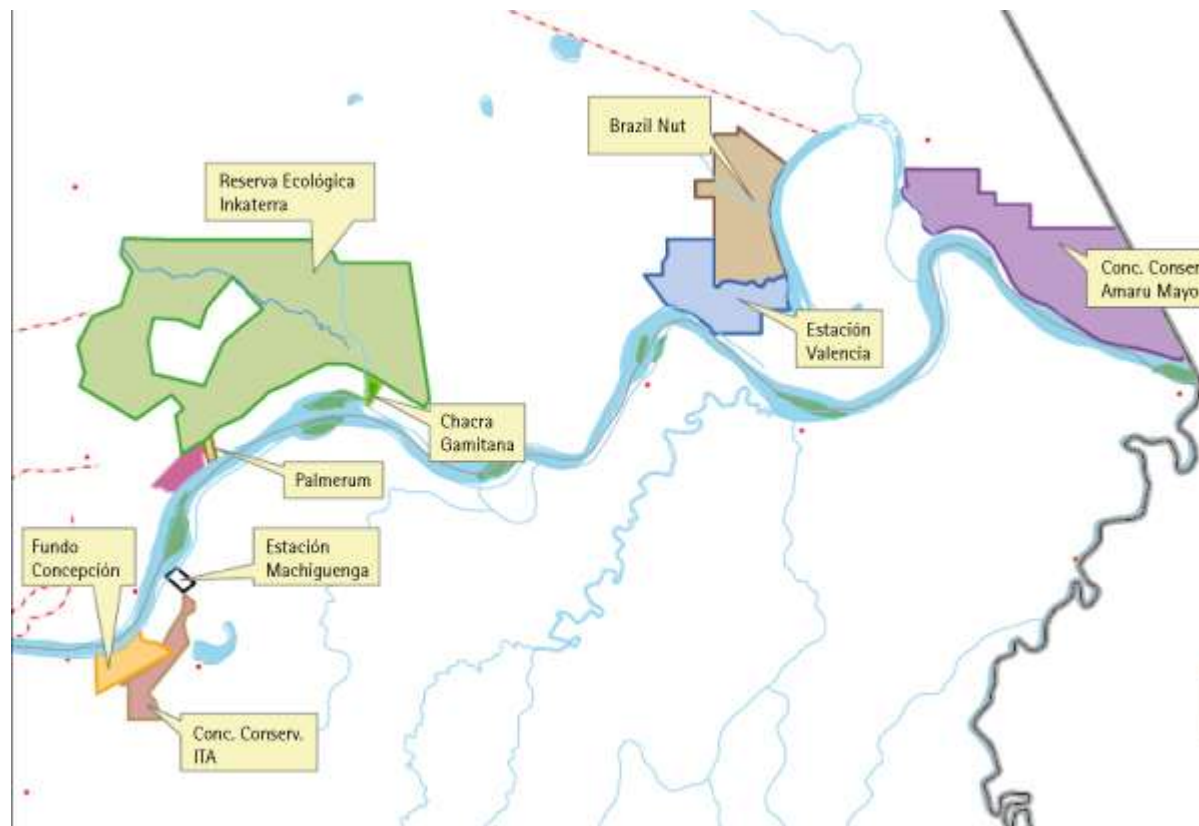 Brazil Nut
Reserva Ecológica
Inkaterra
Conc. Conser
Amaru Mayo
Estación
Valencia
Chacra
Gamitana
Palmerum
Fundo
Concepción
Estación
Machiguenga
Conc. Conserv.
ITA